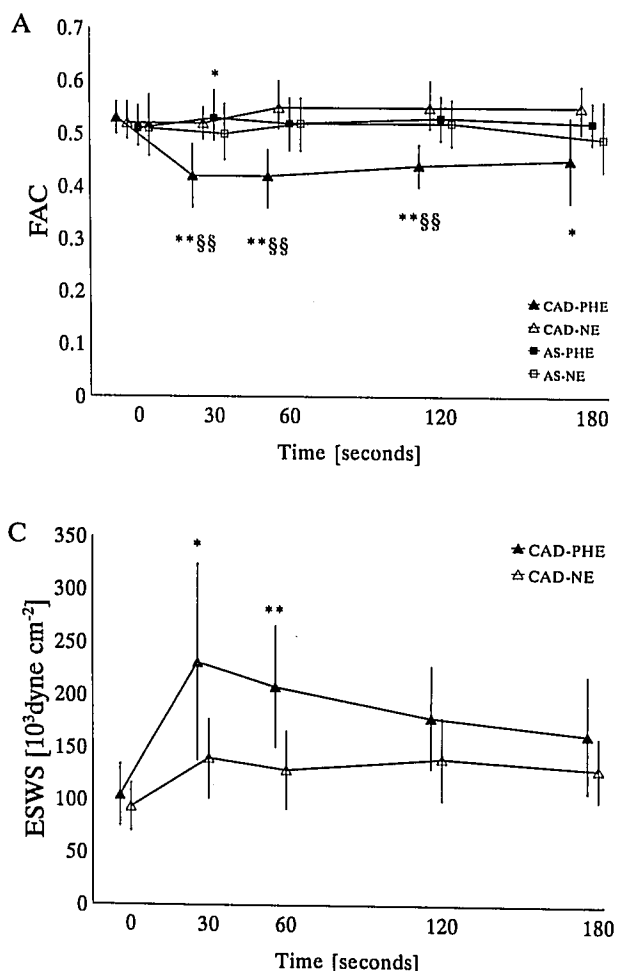 A
0.7
0.6
0.5
0.4
0.3
0.2
0.1
0
FAC
*
**§§
**§§
**§§
*
▲ CAD-PHE
△ CAD-NE
■ AS-PHE
□ AS-NE
0 30 60 120 180
Time [seconds]
C
350
300
250
200
150
100
50
0
ESWS [10³dyne cm⁻²]
*
**
▲ CAD-PHE
△ CAD-NE
0 30 60 120 180
Time [seconds]